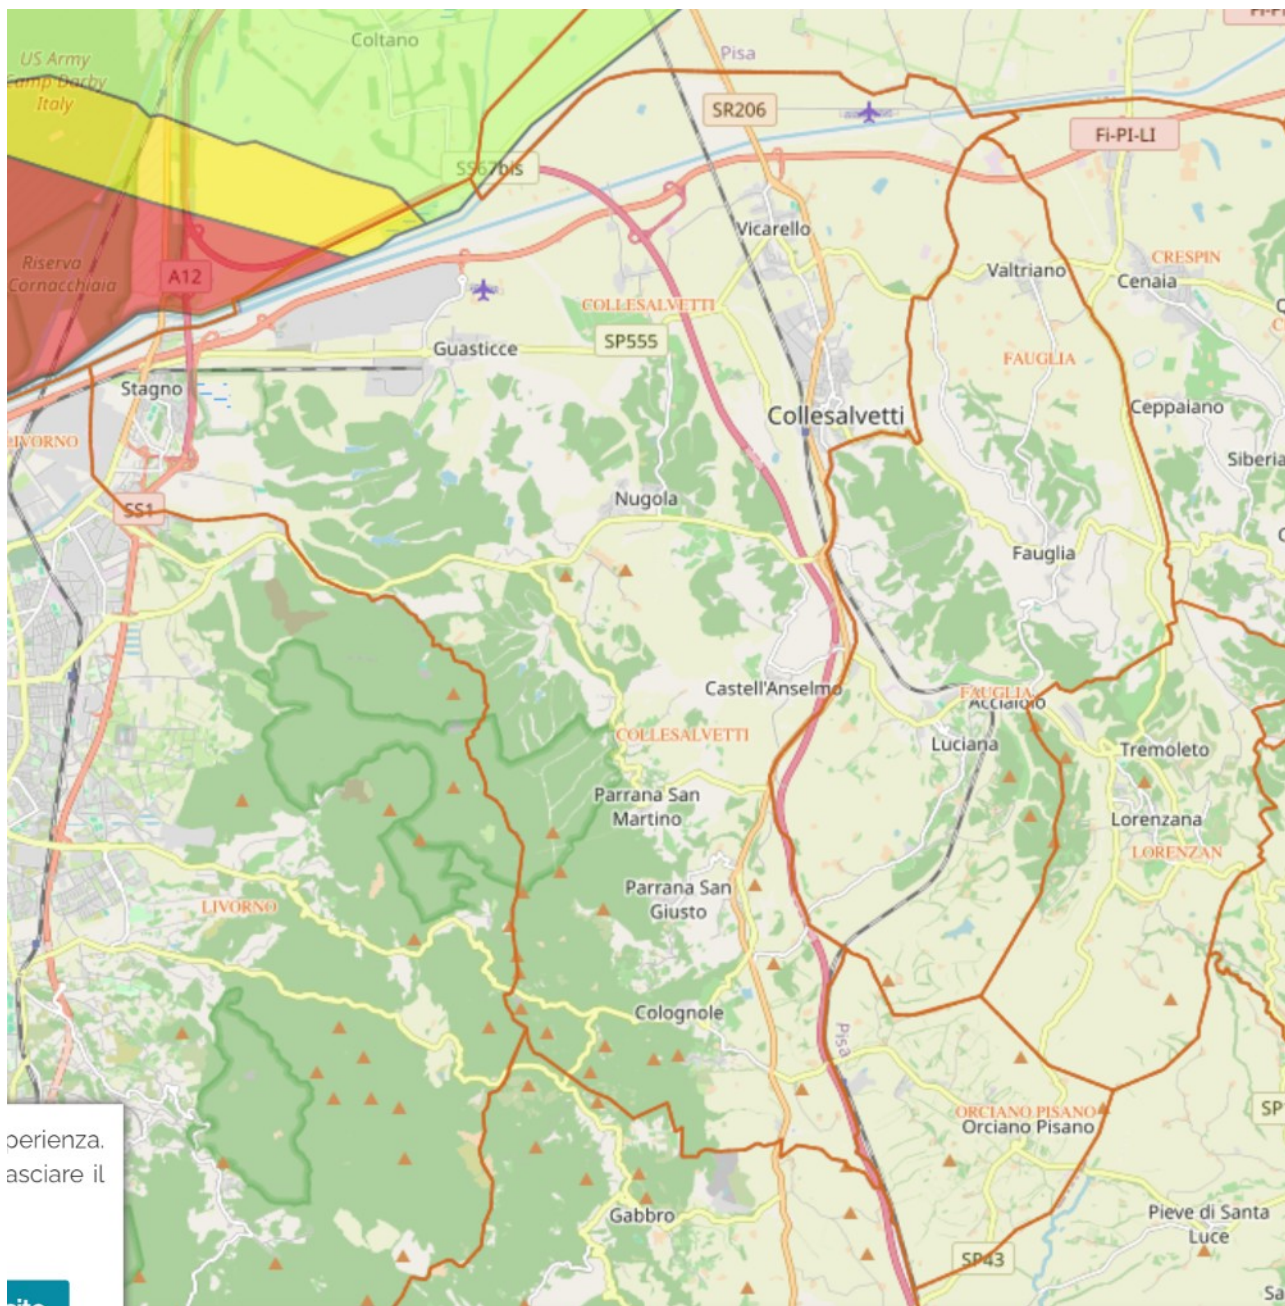 Coltano
US Army
Camp Darby
Italy
Pisa
SR206
Fi-PI-LI
SS67bis
Vicarello
Riserva
Cornacchiaia
A12
Valtriano
CRESPIN
Cenaia
COLLESALVETTI
SP555
Guasticce
FAUGLIA
Stagno
Collesalvetti
Ceppaiano
LIVORNO
Siberia
Nugola
SS1
Fauglia
Castell'Anselmo
FAUGLIA
Acciaiolo
COLLESALVETTI
Luciana
Tremoleto
Parrana San
Martino
Lorenzana
LORENZAN
Parrana San
Giusto
LIVORNO
Colognole
Pisa
SP
ORCIANO PISANO
Orciano Pisano
perienza.
asciare il
Gabbro
Pieve di Santa
Luce
SP43
Sa